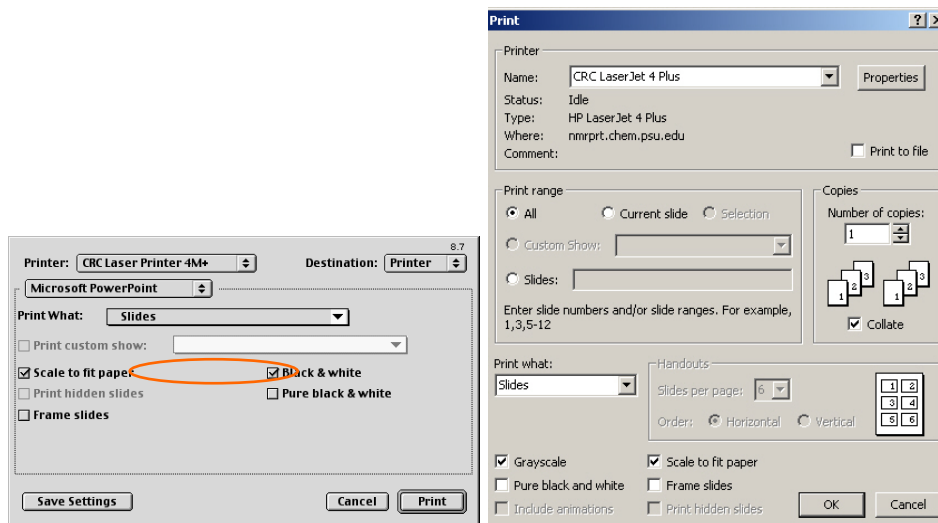 8.7
Printer: CRC Laser Printer 4M+ Destination: Printer
Microsoft PowerPoint
Print What: Slides
Print custom show:
Scale to fit paper Black & white
Print hidden slides Pure black & white
Frame slides
Save Settings Cancel Print
Print
Printer
Name: CRC LaserJet 4 Plus Properties
Status: Idle
Type: HP LaserJet 4 Plus
Where: nmrprt.chem.psu.edu
Comment: Print to file
Print range
All Current slide Selection
Custom Show:
Slides:
Enter slide numbers and/or slide ranges. For example,
1,3,5-12
Copies
Number of copies:
1
1 2 3 1 2 3
Collate
Print what:
Slides
Handouts
Slides per page: 6
Order: Horizontal Vertical
1 2
3 4
5 6
Grayscale Scale to fit paper
Pure black and white Frame slides
Include animations Print hidden slides
OK Cancel